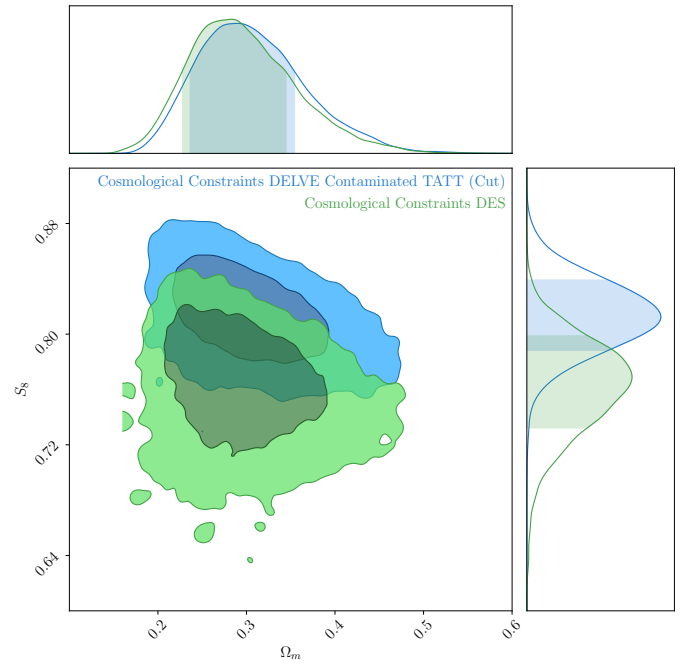 Cosmological Constraints DELVE Contaminated TATT (Cut)
Cosmological Constraints DES
0.88
0.80
0.72
0.64
S₈
0.2
0.3
0.4
0.5
0.6
Ωₘ